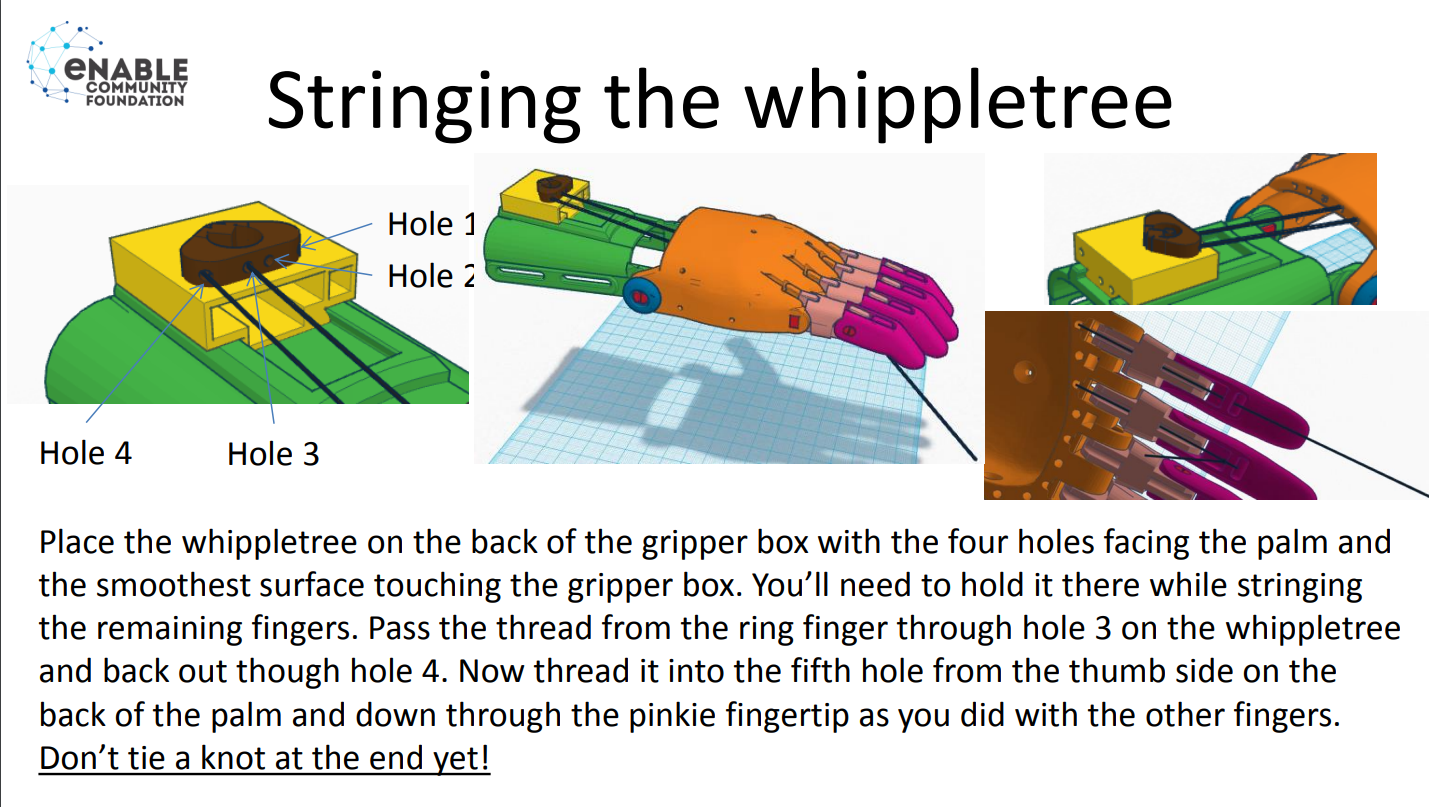 eNABLE
COMMUNITY
FOUNDATION
Stringing the whippletree
Hole 1
Hole 2
Hole 4
Hole 3
Place the whippletree on the back of the gripper box with the four holes facing the palm and
the smoothest surface touching the gripper box. You’ll need to hold it there while stringing
the remaining fingers. Pass the thread from the ring finger through hole 3 on the whippletree
and back out though hole 4. Now thread it into the fifth hole from the thumb side on the
back of the palm and down through the pinkie fingertip as you did with the other fingers.
Don’t tie a knot at the end yet!